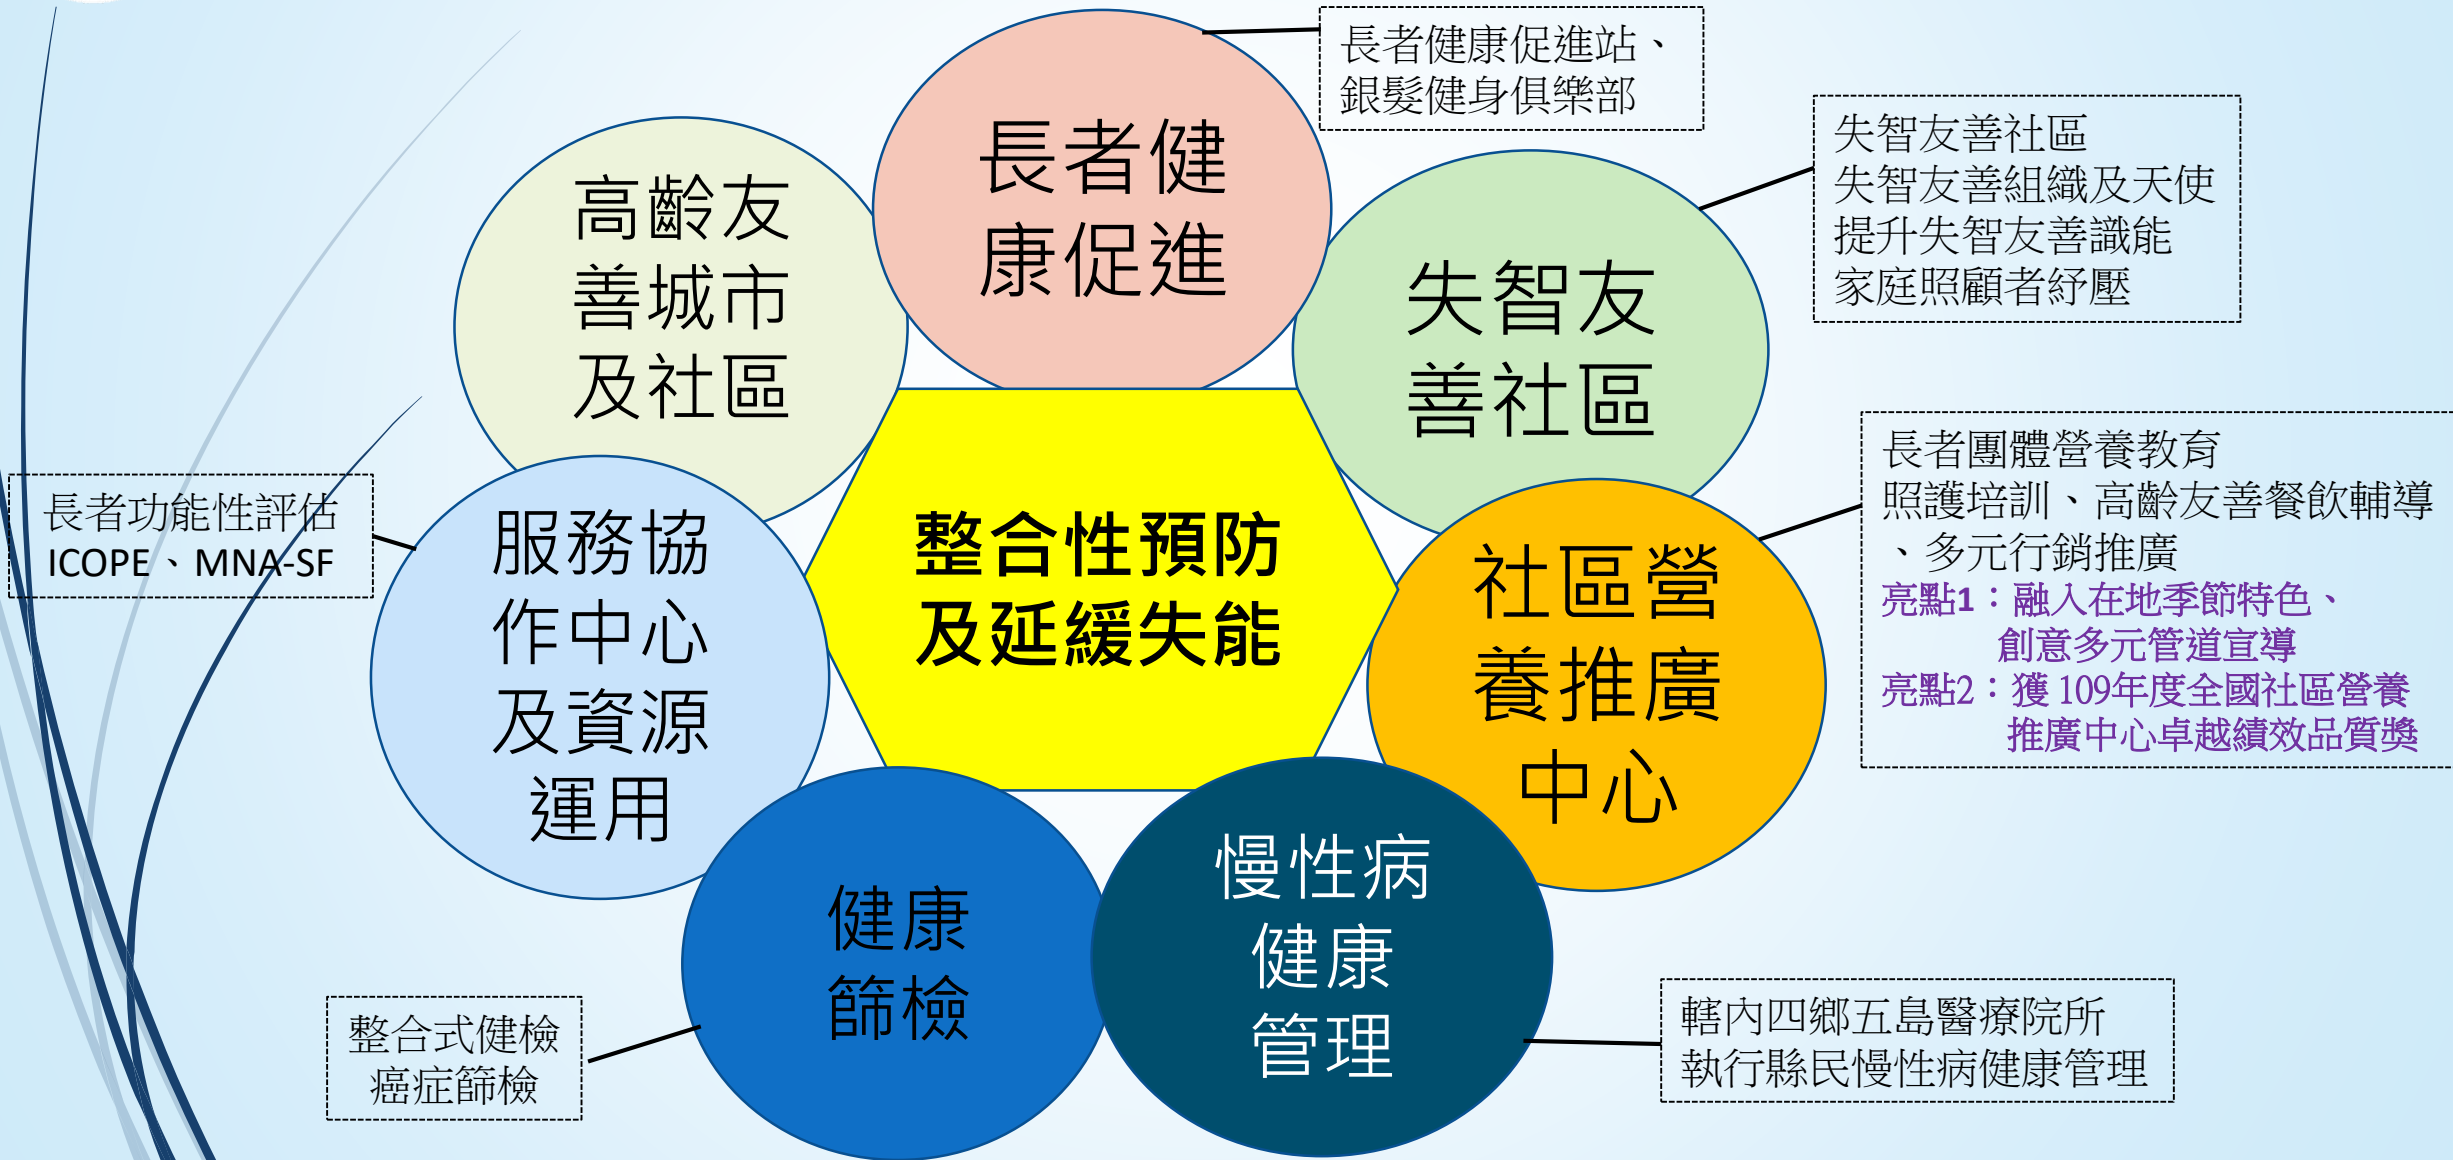 長者健康促進站、
銀髮健身俱樂部
長者健
康促進
失智友善社區
失智友善組織及天使
提升失智友善識能
家庭照顧者紓壓
高齡友
善城市
及社區
失智友
善社區
長者團體營養教育
照護培訓、高齡友善餐飲輔導
、多元行銷推廣
亮點1：融入在地季節特色、
創意多元管道宣導
亮點2：獲 109年度全國社區營養
推廣中心卓越績效品質獎
長者功能性評估
ICOPE、MNA-SF
服務協
作中心
及資源
運用
整合性預防
及延緩失能
社區營
養推廣
中心
健康
篩檢
慢性病
健康
管理
整合式健檢
癌症篩檢
轄內四鄉五島醫療院所
執行縣民慢性病健康管理